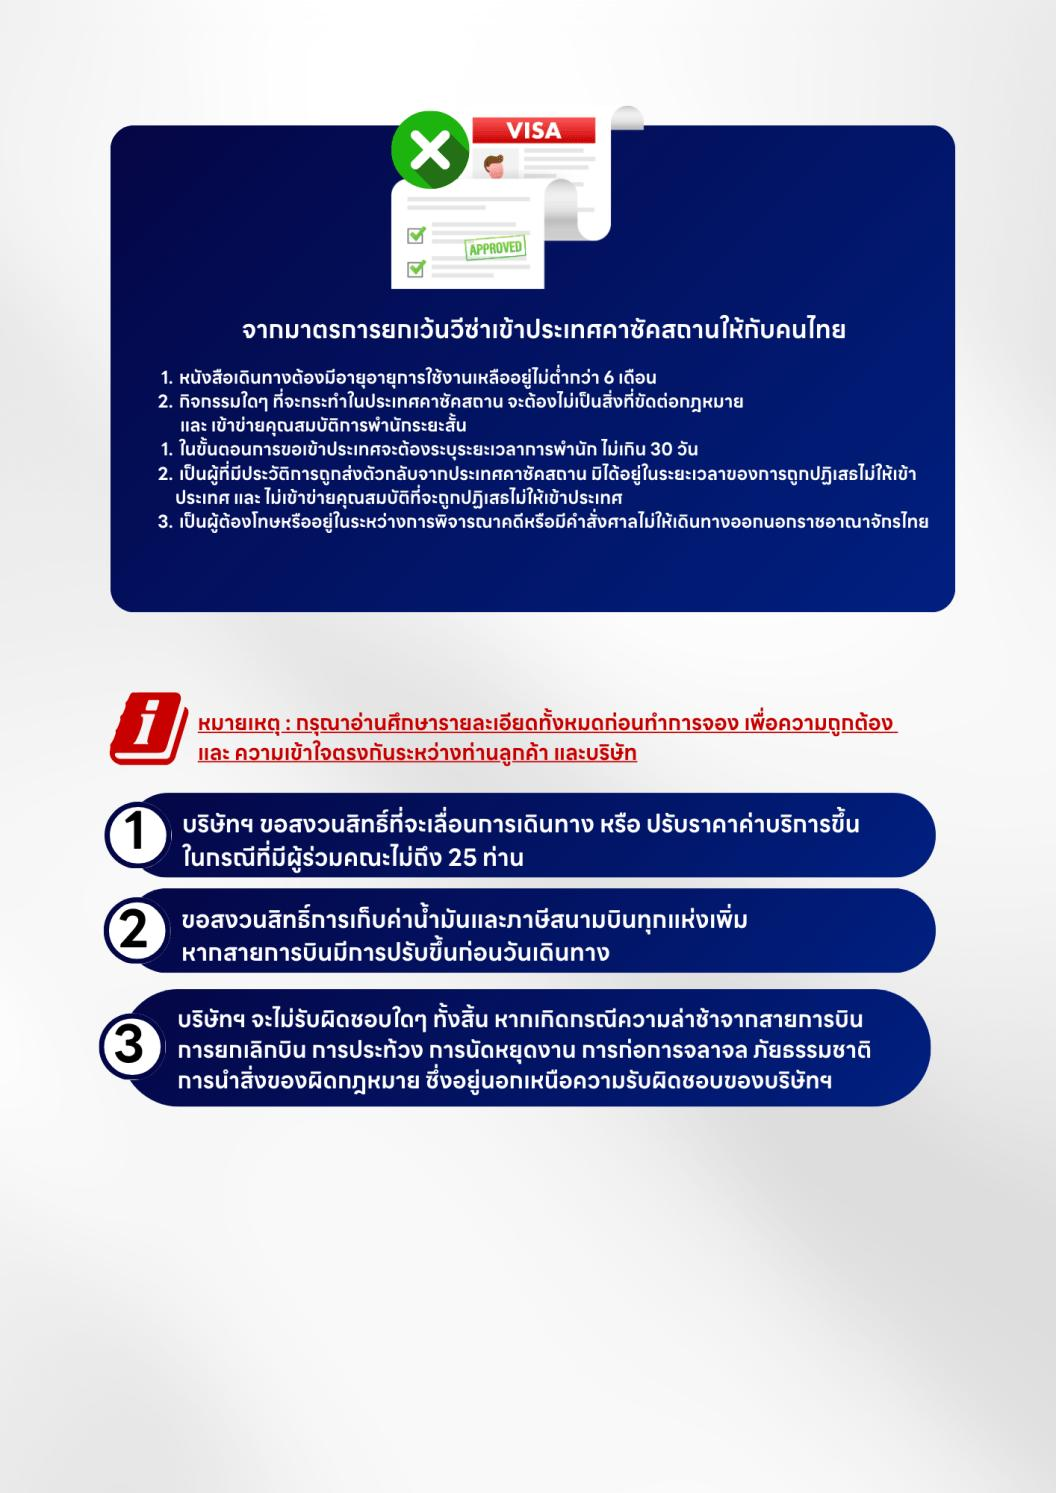 VISA
APPROVED
จากมาตรการยกเว้นวีซ่าเข้าประเทศคาซัคสถานให้กับคนไทย
1. หนังสือเดินทางต้องมีอายุอายุการใช้งานเหลืออยู่ไม่ต่ำกว่า 6 เดือน
2. กิจกรรมใดๆ ที่จะกระทำในประเทศคาซัคสถาน จะต้องไม่เป็นสิ่งที่ขัดต่อกฎหมาย
และ เข้าข่ายคุณสมบัติการพำนักระยะสั้น
1. ในขั้นตอนการขอเข้าประเทศจะต้องระบุระยะเวลาการพำนัก ไม่เกิน 30 วัน
2. เป็นผู้ที่มีประวัติการถูกส่งตัวกลับจากประเทศคาซัคสถาน มิได้อยู่ในระยะเวลาของการถูกปฏิเสธไม่ให้เข้า
ประเทศ และ ไม่เข้าข่ายคุณสมบัติที่จะถูกปฏิเสธไม่ให้เข้าประเทศ
3. เป็นผู้ต้องโทษหรืออยู่ในระหว่างการพิจารณาคดีหรือมีคำสั่งศาลไม่ให้เดินทางออกนอกราชอาณาจักรไทย
i
หมายเหตุ : กรุณาอ่านศึกษารายละเอียดทั้งหมดก่อนทำการจอง เพื่อความถูกต้อง
และ ความเข้าใจตรงกันระหว่างท่านลูกค้า และบริษัท
1
บริษัทฯ ขอสงวนสิทธิ์ที่จะเลื่อนการเดินทาง หรือ ปรับราคาค่าบริการขึ้น
ในกรณีที่มีผู้ร่วมคณะไม่ถึง 25 ท่าน
2
ขอสงวนสิทธิ์การเก็บค่าน้ำมันและภาษีสนามบินทุกแห่งเพิ่ม
หากสายการบินมีการปรับขึ้นก่อนวันเดินทาง
3
บริษัทฯ จะไม่รับผิดชอบใดๆ ทั้งสิ้น หากเกิดกรณีความล่าช้าจากสายการบิน
การยกเลิกบิน การประท้วง การนัดหยุดงาน การก่อการจลาจล ภัยธรรมชาติ
การนำสิ่งของผิดกฎหมาย ซึ่งอยู่นอกเหนือความรับผิดชอบของบริษัทฯ